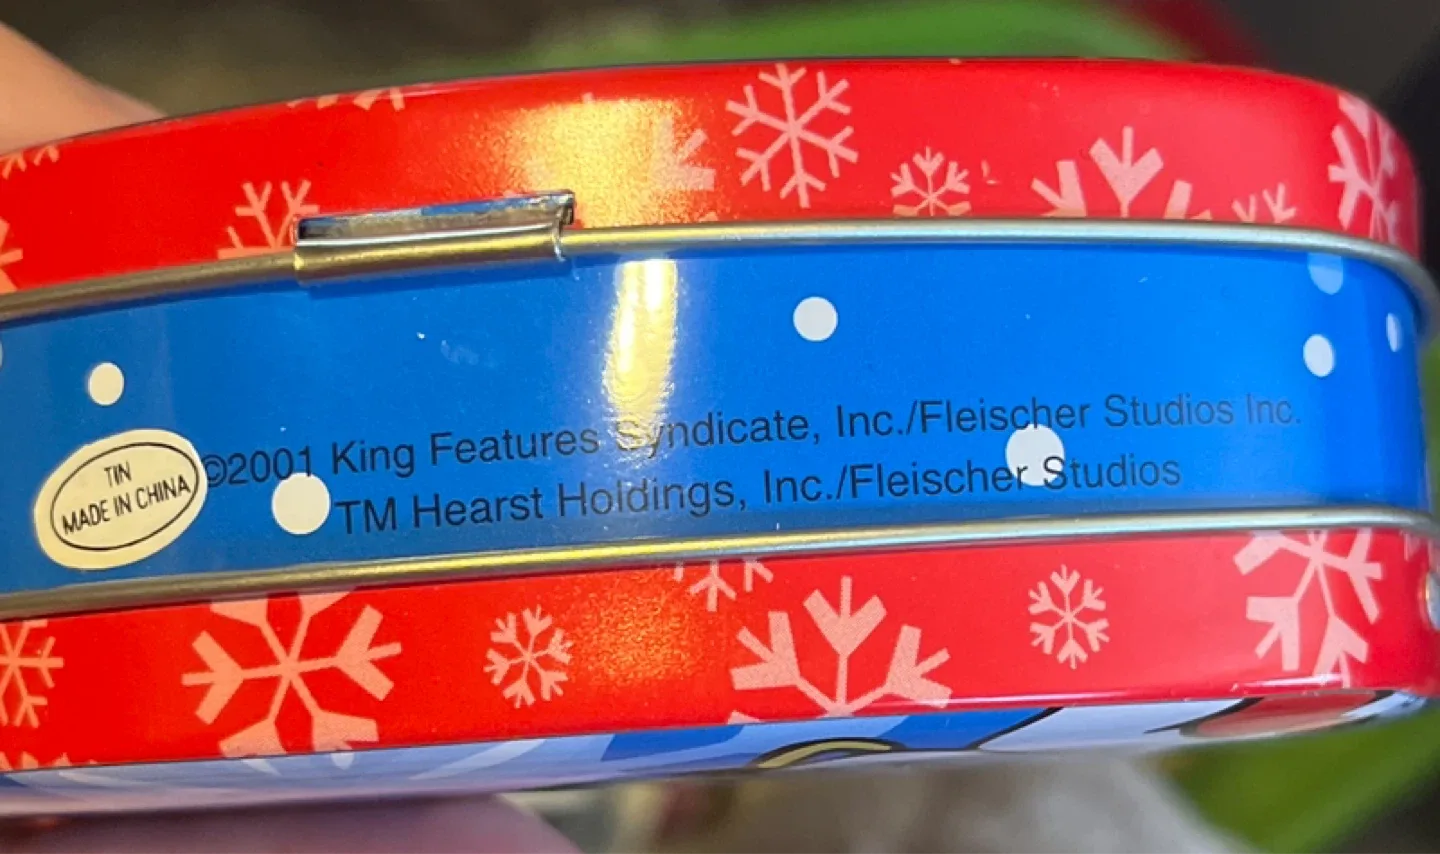 TIN
MADE IN CHINA
©2001 King Features Syndicate, Inc./Fleischer Studios Inc.
TM Hearst Holdings, Inc./Fleischer Studios